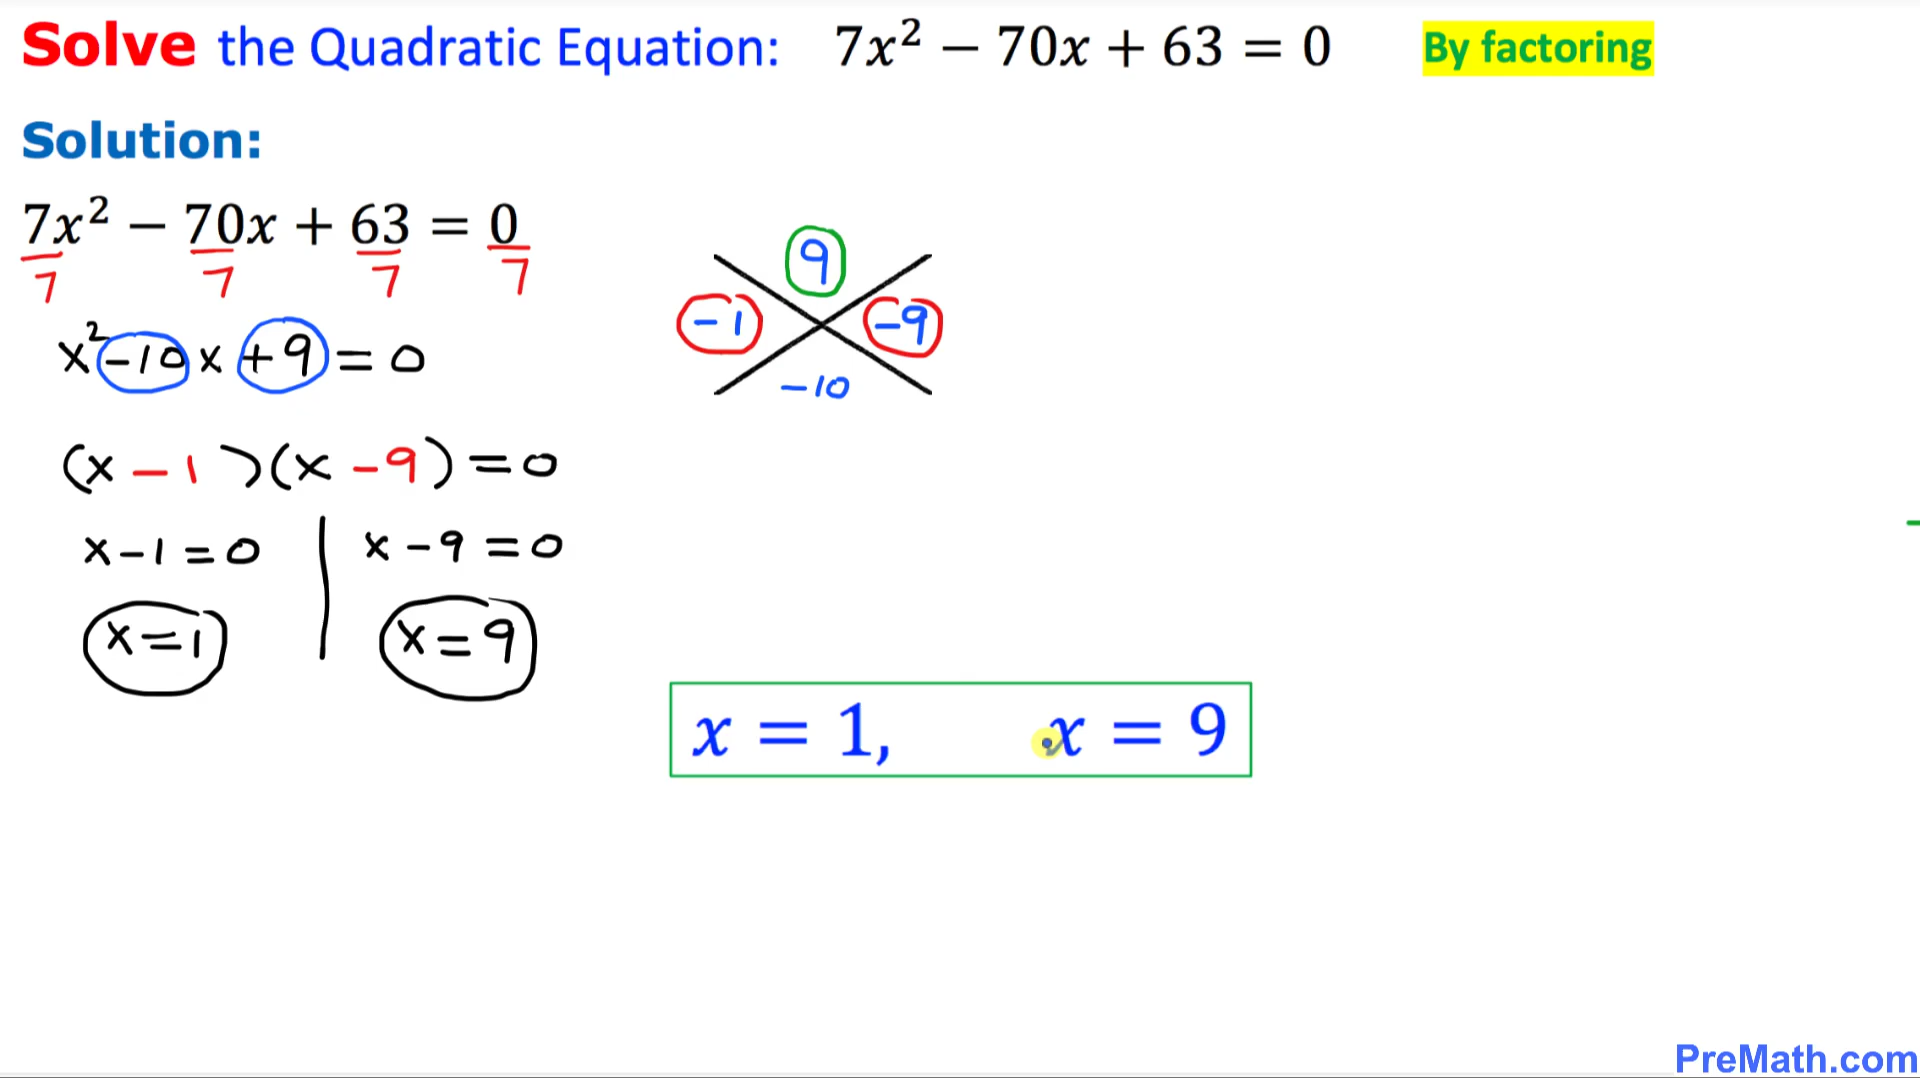 Solve the Quadratic Equation: 7x² − 70x + 63 = 0 By factoring
Solution:
7x² − 70x + 63 = 0
7 7 7 7
x² −10x +9 = 0
9
−1 −9
−10
(x − 1)(x − 9) = 0
x − 1 = 0 | x − 9 = 0
x = 1 x = 9
x = 1, x = 9
PreMath.com